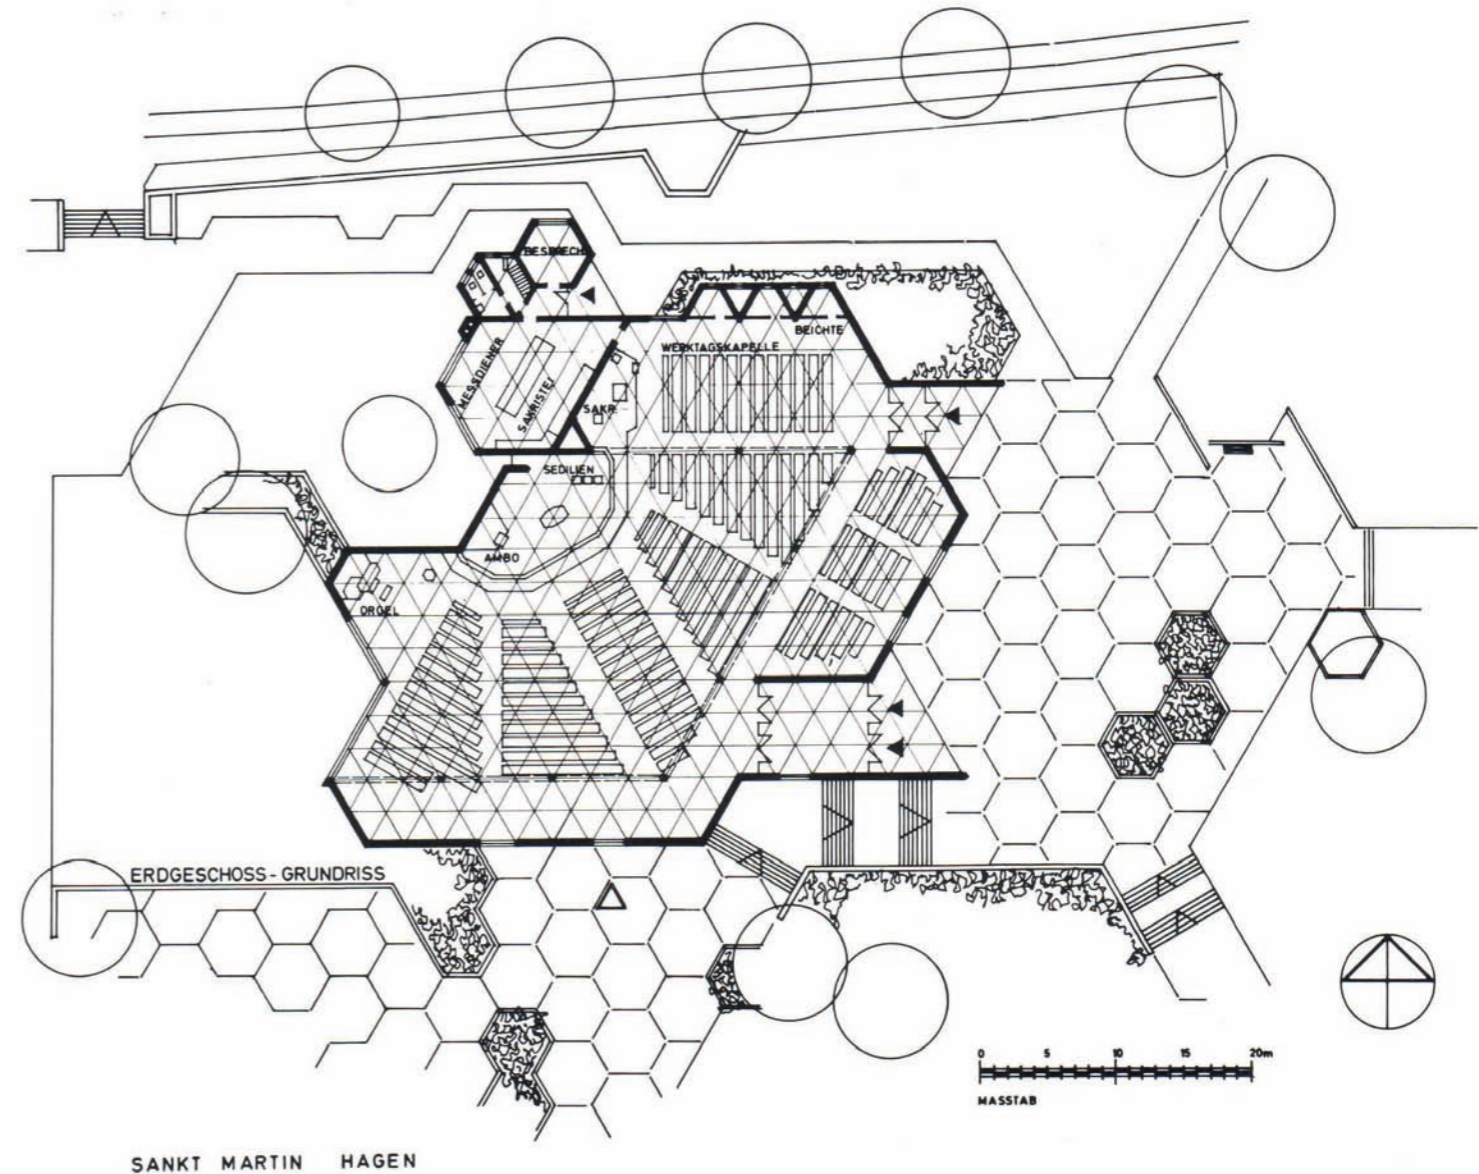 BESPRECH.
BEICHTE
WERKTAGSKAPELLE
MESSDIENER
SAKRISTEI
SAKR.
SEDILIEN
AMBO
ORGEL
ERDGESCHOSS - GRUNDRISS
0 5 10 15 20m
MASSTAB
SANKT MARTIN HAGEN